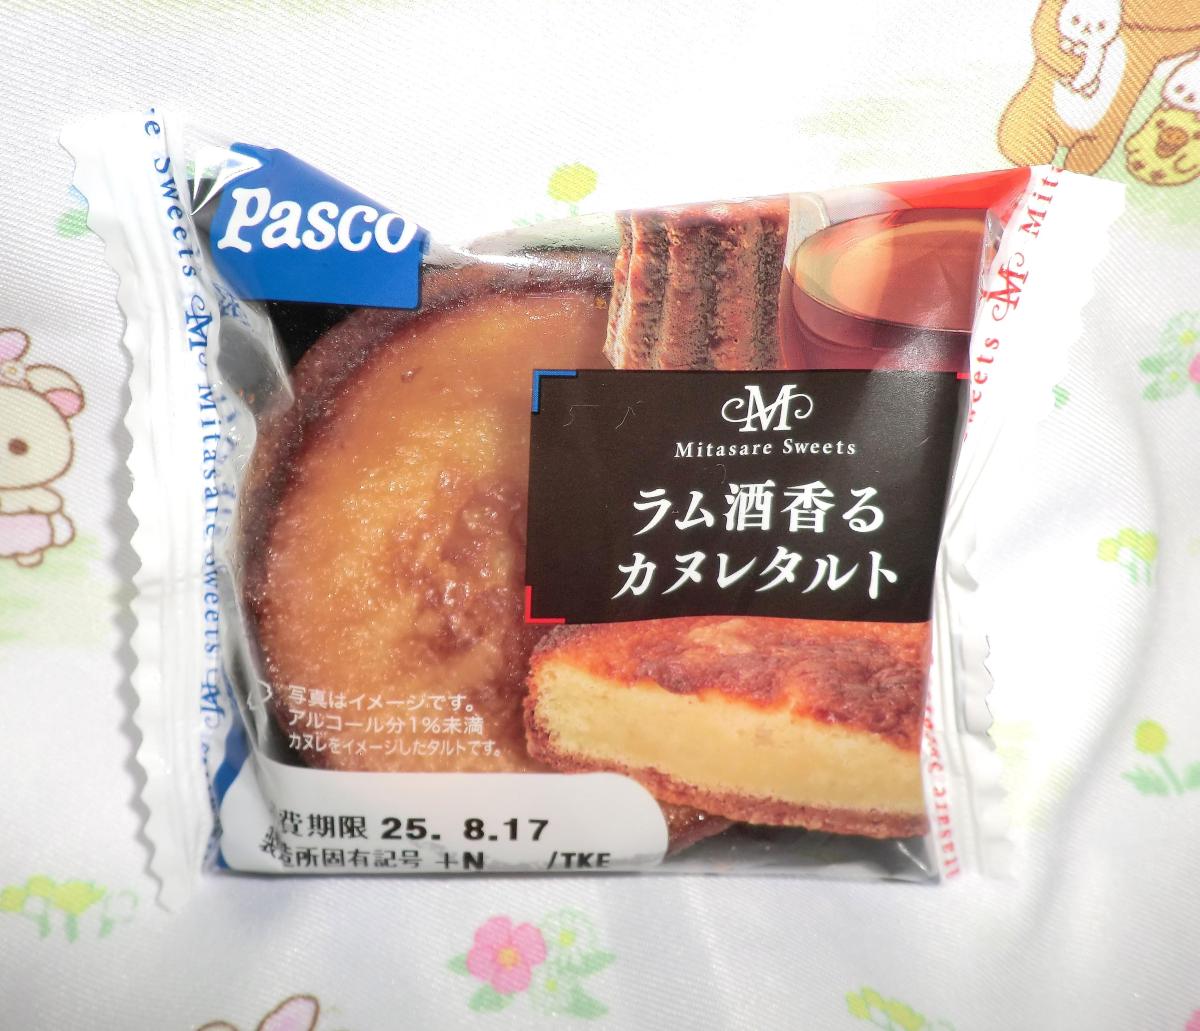 Pasco
M
Mitasare Sweets
ラム酒香る
カヌレタルト
写真はイメージです。
アルコール分1%未満
カヌレをイメージしたタルトです。
費期限 25. 8.17
造所固有記号 +N /TKE
Sweets M Mitasare Sweets
Sweets M Mit